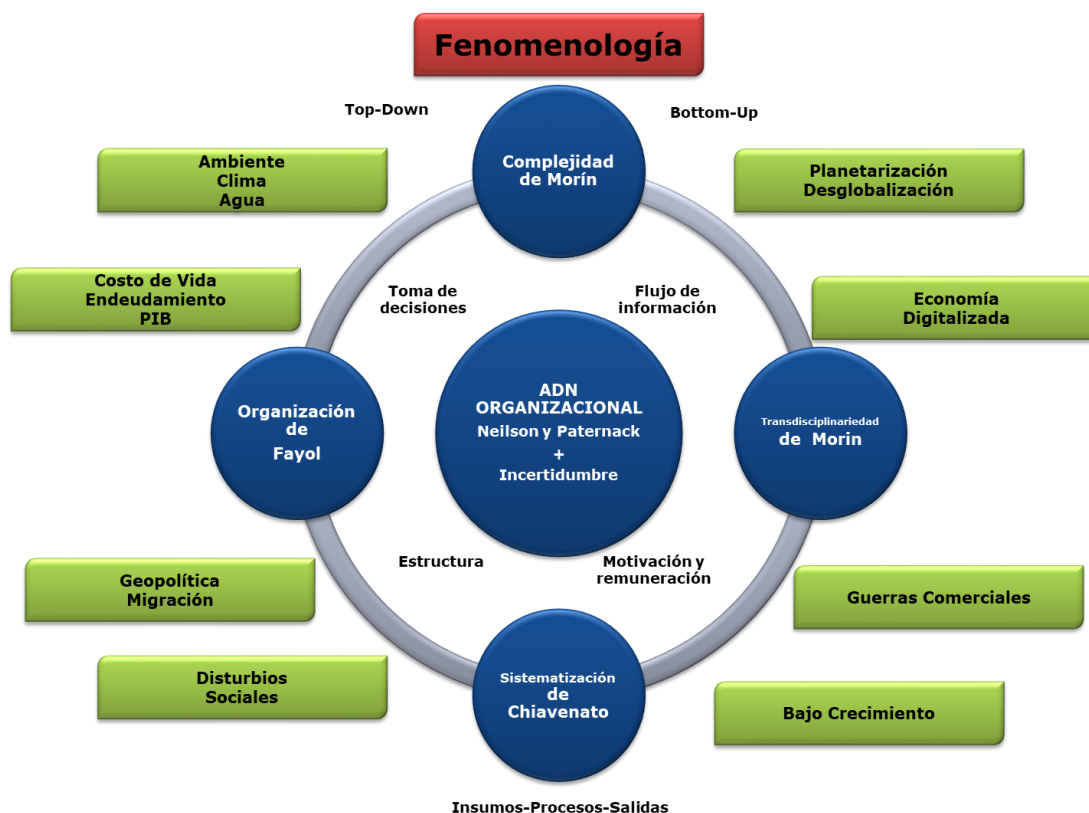 Fenomenología
Top-Down
Bottom-Up
Complejidad
de Morín
Ambiente
Clima
Agua
Planetarización
Desglobalización
Costo de Vida
Endeudamiento
PIB
Toma de
decisiones
Flujo de
información
Economía
Digitalizada
Organización
de
Fayol
ADN
ORGANIZACIONAL
Neilson y Paternack
+
Incertidumbre
Transdisciplinariedad
de Morin
Estructura
Motivación y
remuneración
Geopolítica
Migración
Guerras Comerciales
Disturbios
Sociales
Sistematización
de
Chiavenato
Bajo Crecimiento
Insumos-Procesos-Salidas